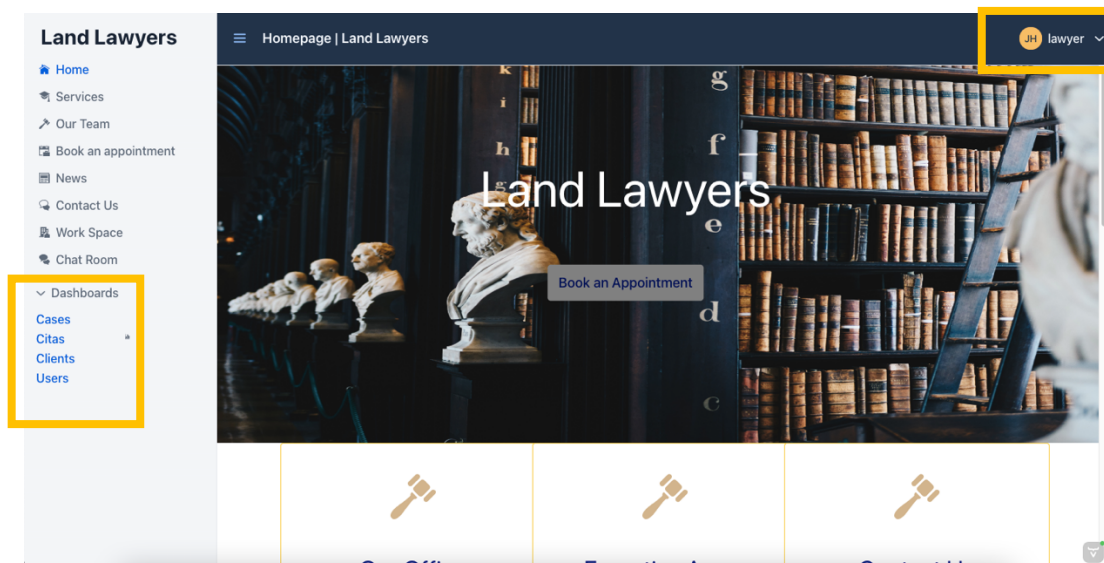 Land Lawyers
Home
Services
Our Team
Book an appointment
News
Contact Us
Work Space
Chat Room
Dashboards
Cases
Citas
Clients
Users
Homepage | Land Lawyers
JH lawyer
k
i
h
g
f
e
d
c
Land Lawyers
Book an Appointment